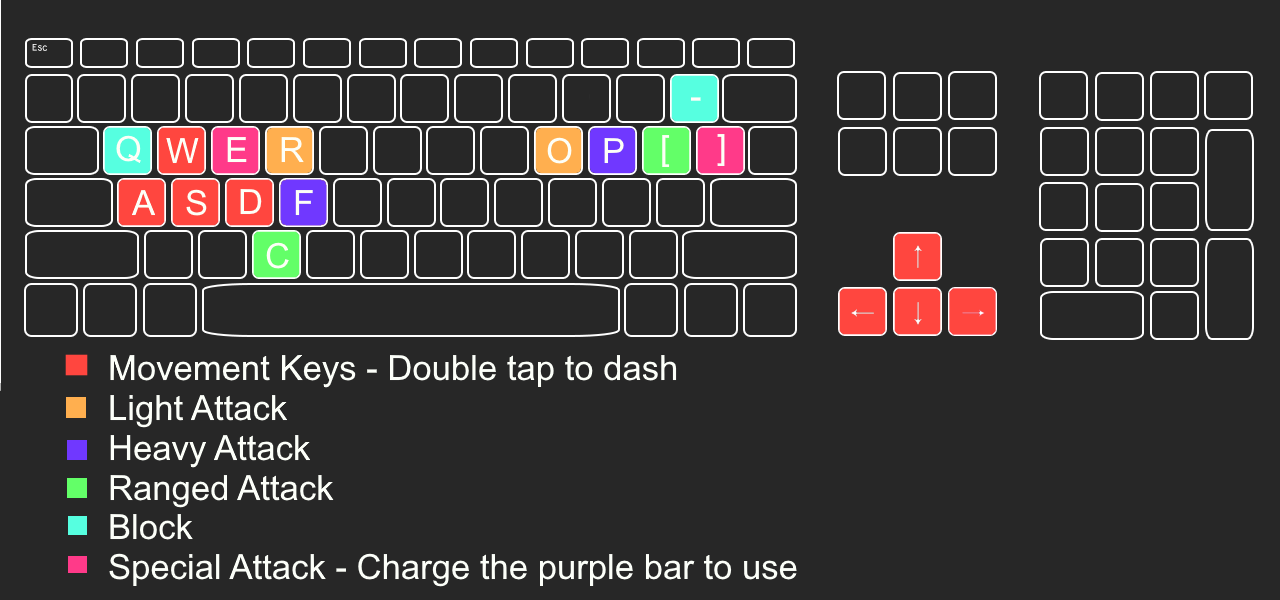 Esc
-
Q W E R O P [ ]
A S D F
C
↑
← ↓ →
Movement Keys - Double tap to dash
Light Attack
Heavy Attack
Ranged Attack
Block
Special Attack - Charge the purple bar to use